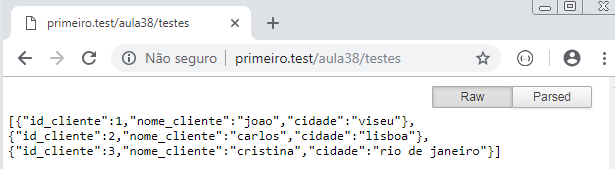 primeiro.test/aula38/testes
Não seguro | primeiro.test/aula38/testes
Raw Parsed
[{"id_cliente":1,"nome_cliente":"joao","cidade":"viseu"},
{"id_cliente":2,"nome_cliente":"carlos","cidade":"lisboa"},
{"id_cliente":3,"nome_cliente":"cristina","cidade":"rio de janeiro"}]